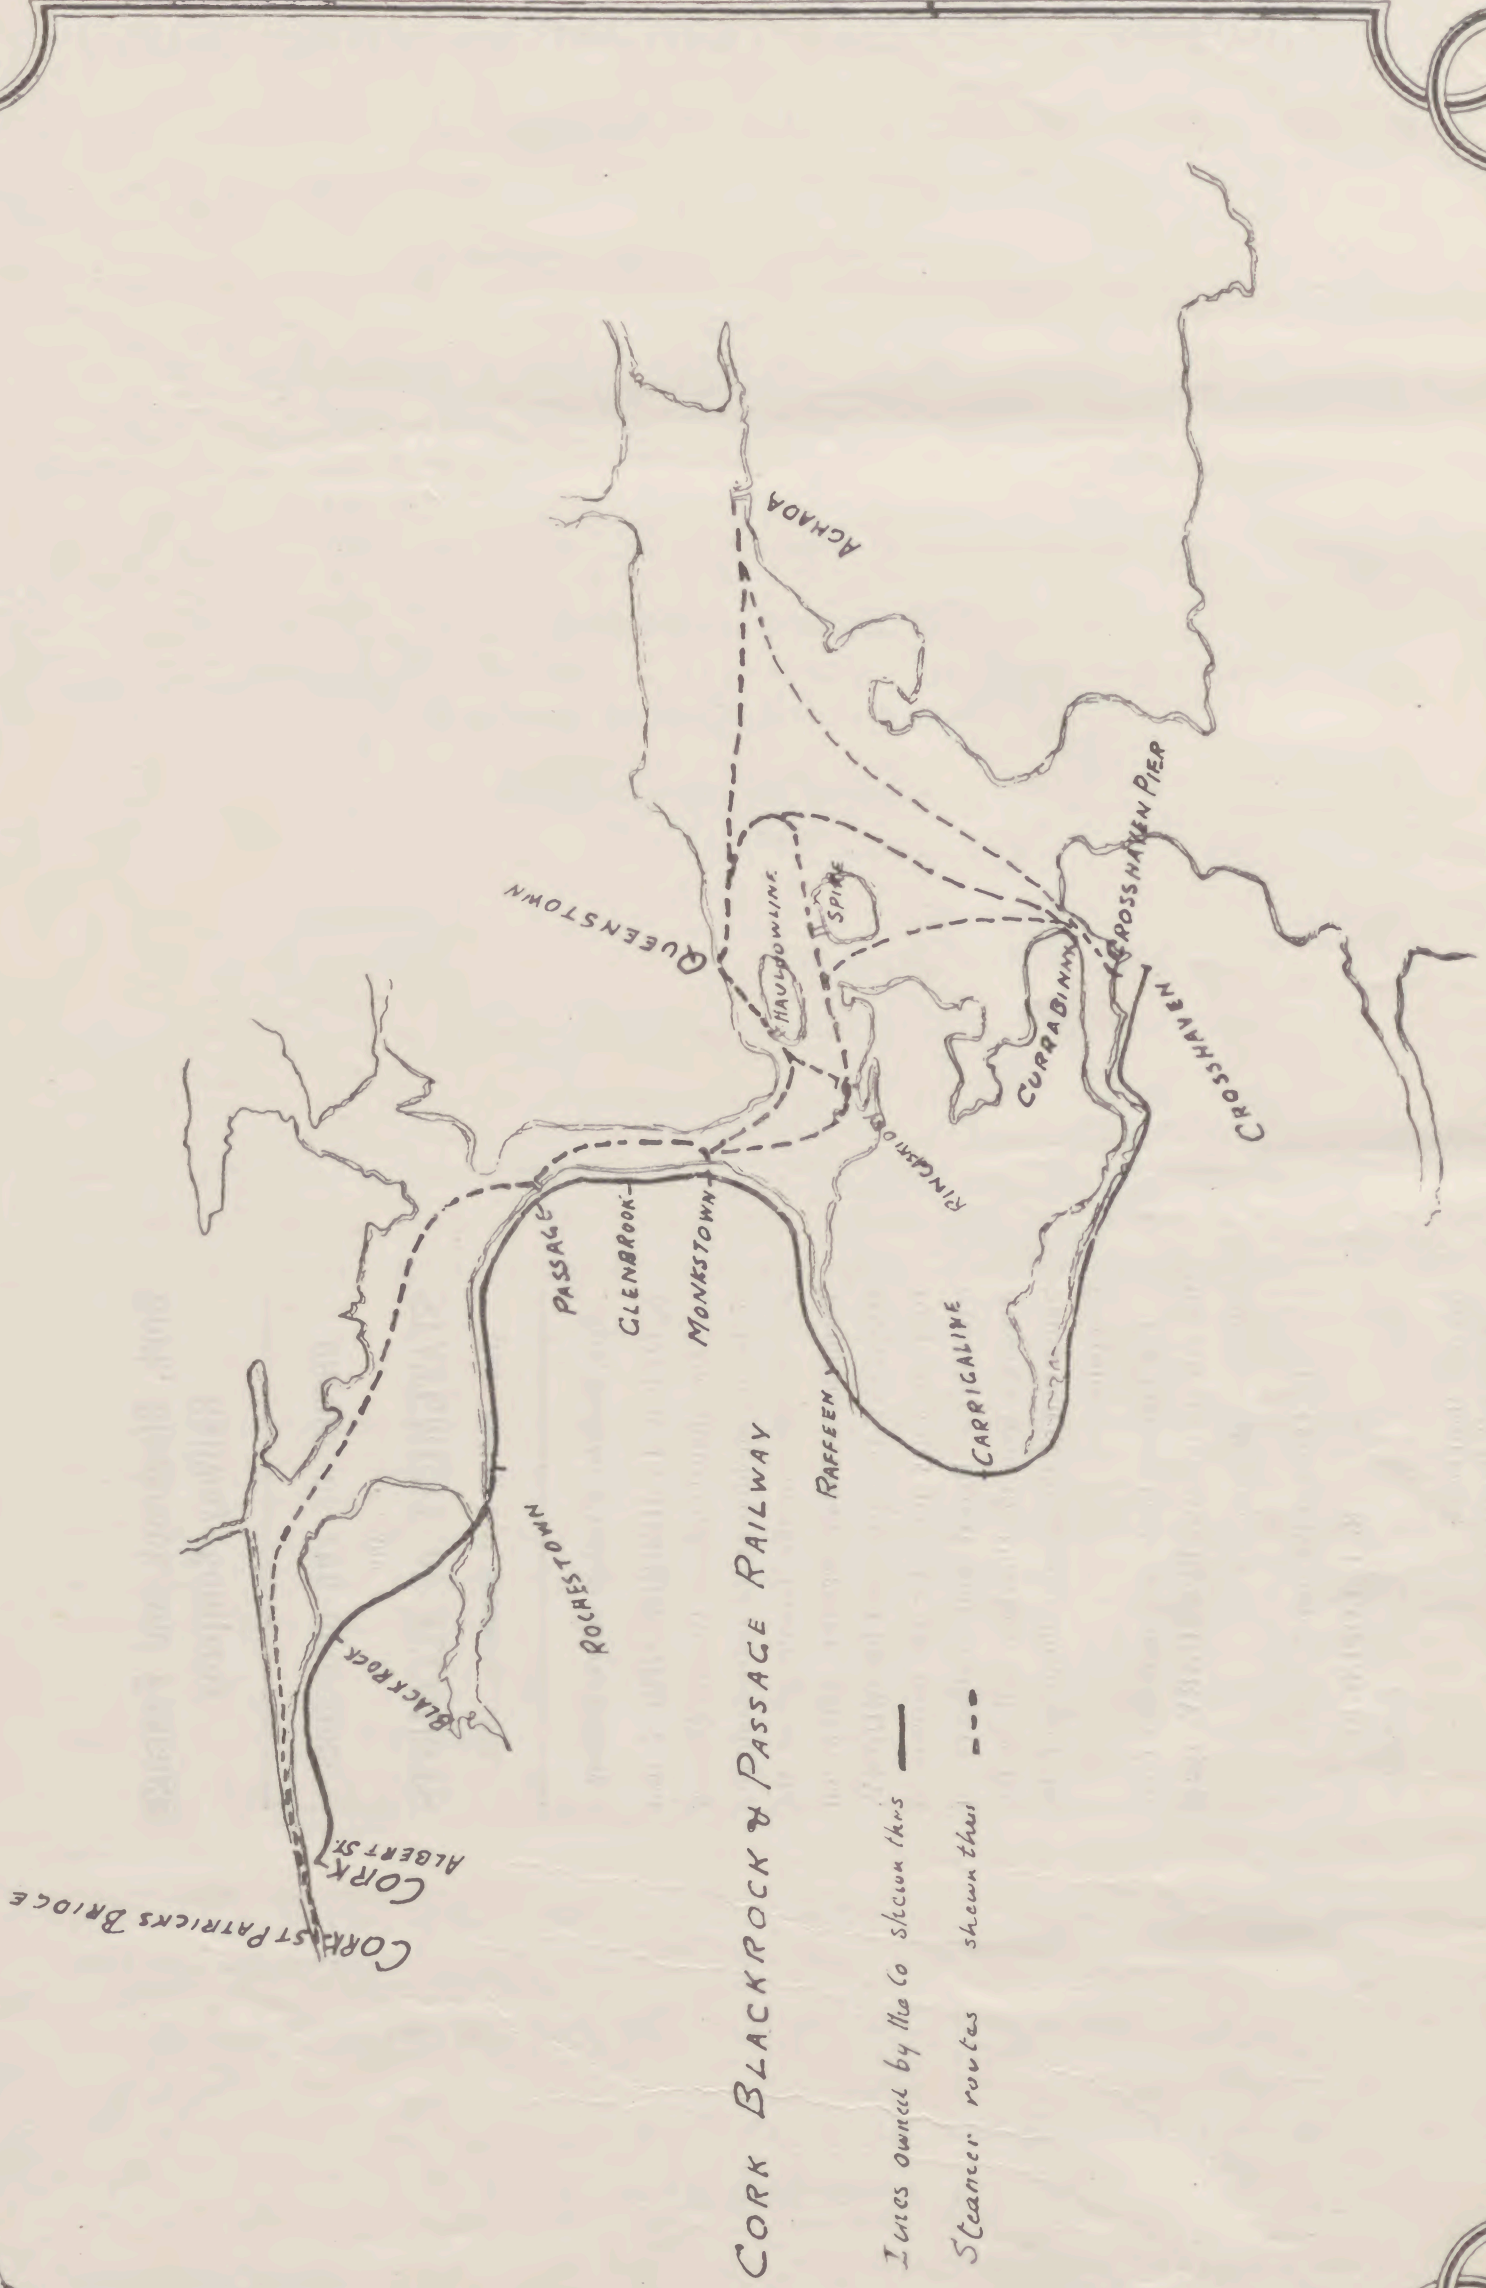 CORK BLACKROCK & PASSAGE RAILWAY
Lines owned by the Co shewn thus
Steamer routes shewn thus
CORK ST PATRICKS BRIDGE
CORK
ALBERT ST.
BLACKROCK
ROCHESTOWN
PASSAGE
GLENBROOK
MONKSTOWN
RAFFEEN
CARRIGALINE
CROSSHAVEN
CROSSHAVEN PIER
CURRABINNY
RINGASKIDDY
HAULBOWLINE
SPIKE
QUEENSTOWN
AGHADA